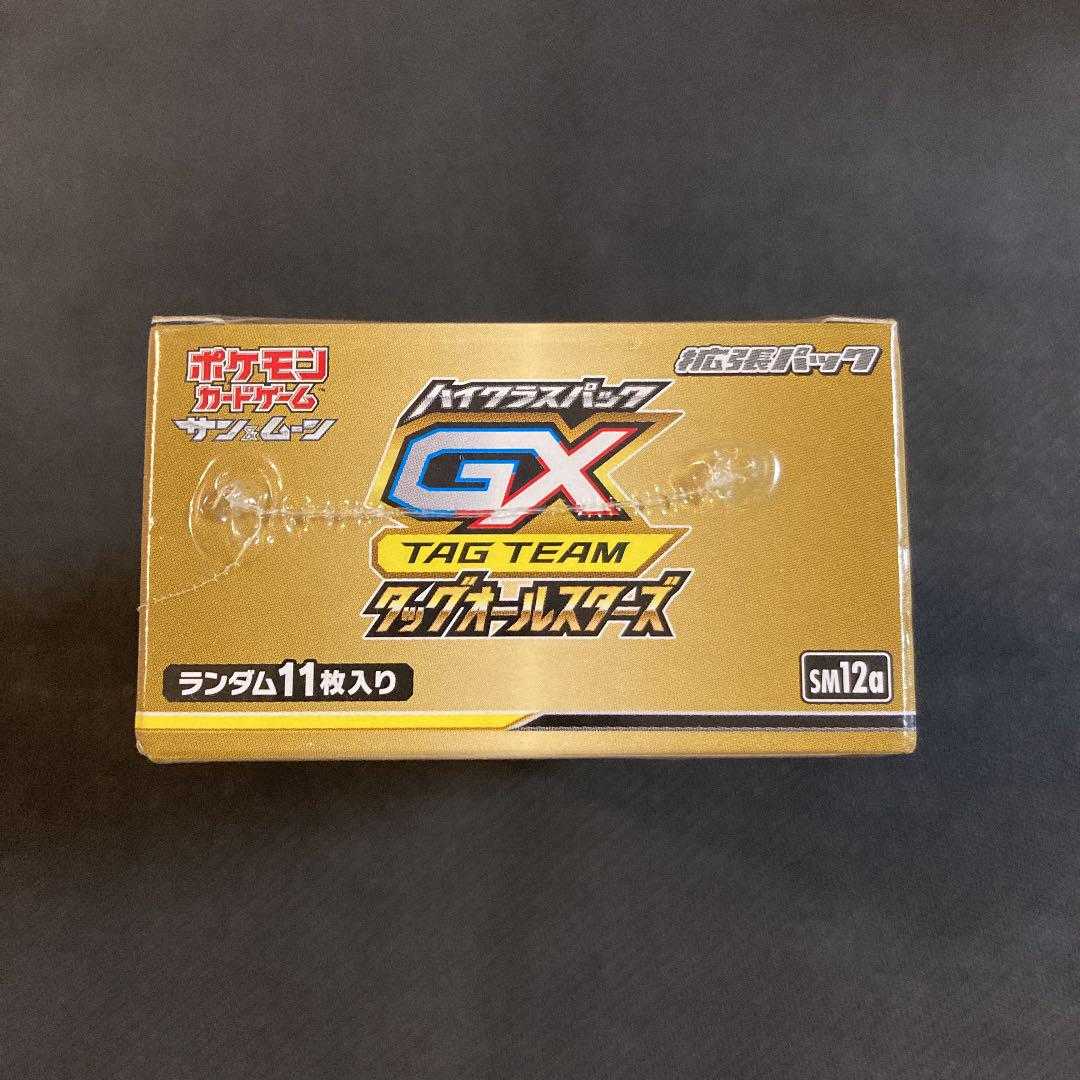 ポケモン
カードゲーム
サン&ムーン
拡張パック
ハイクラスパック
GX
TAG TEAM
タッグオールスターズ
ランダム11枚入り
SM12a